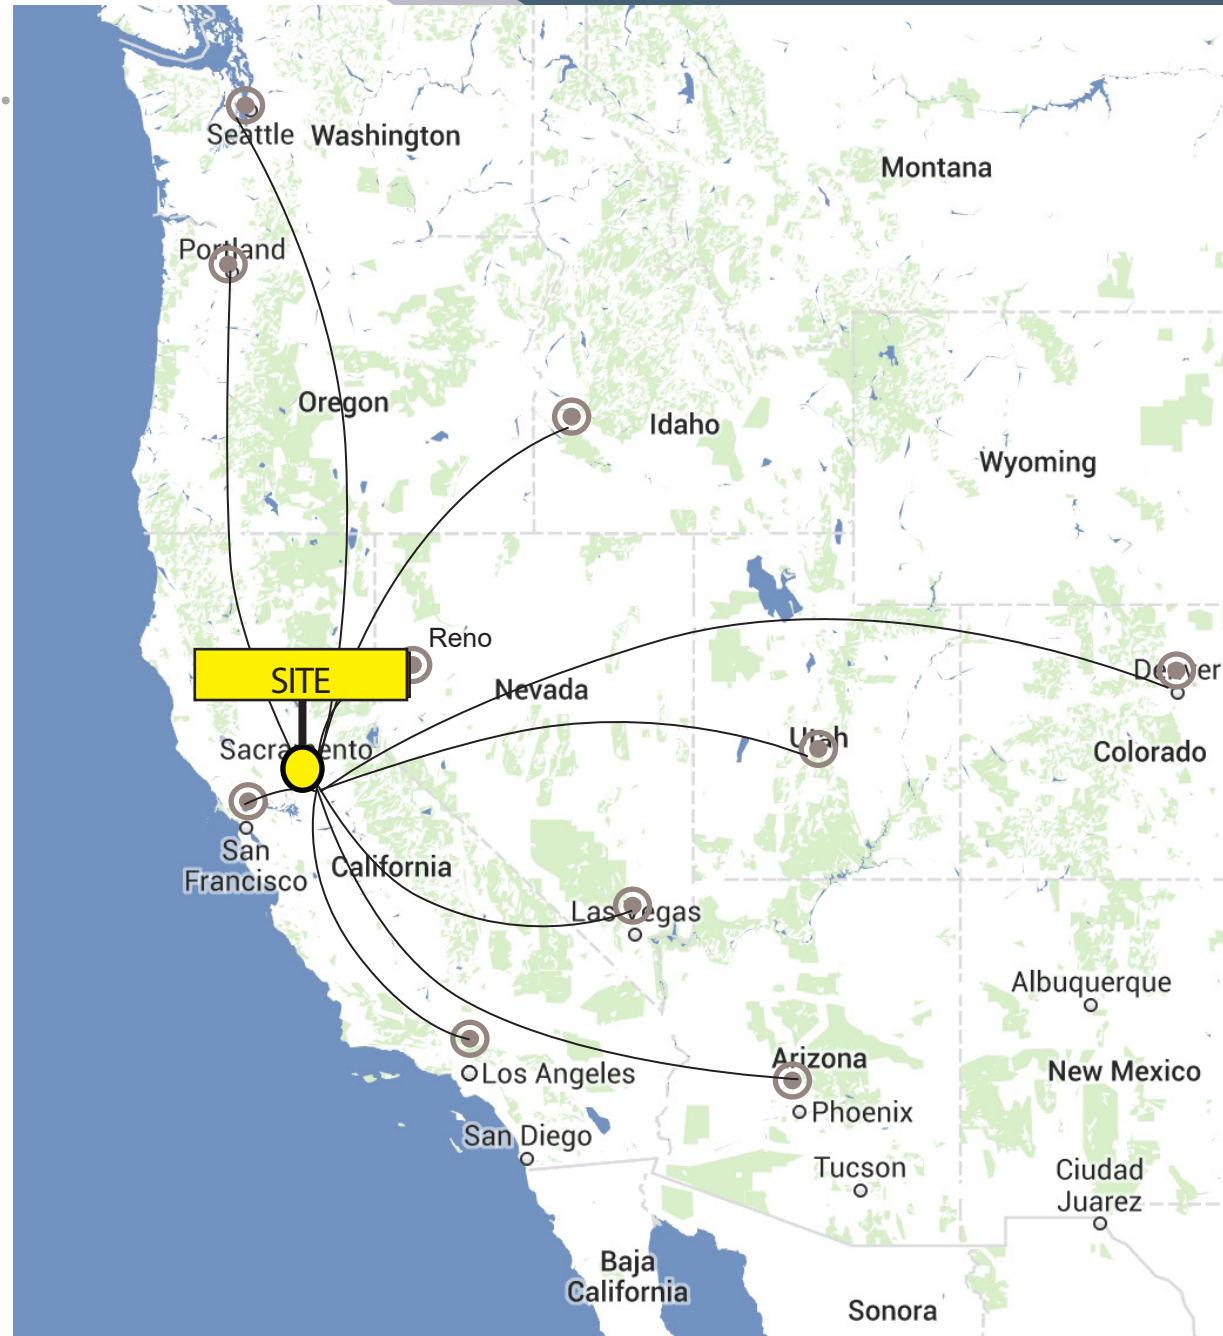 Seattle
Washington
Montana
Portland
Oregon
Idaho
Wyoming
Reno
SITE
Nevada
Denver
Sacramento
Utah
Colorado
San
Francisco
California
Las Vegas
Albuquerque
Arizona
Los Angeles
New Mexico
Phoenix
San Diego
Tucson
Ciudad
Juarez
Baja
California
Sonora